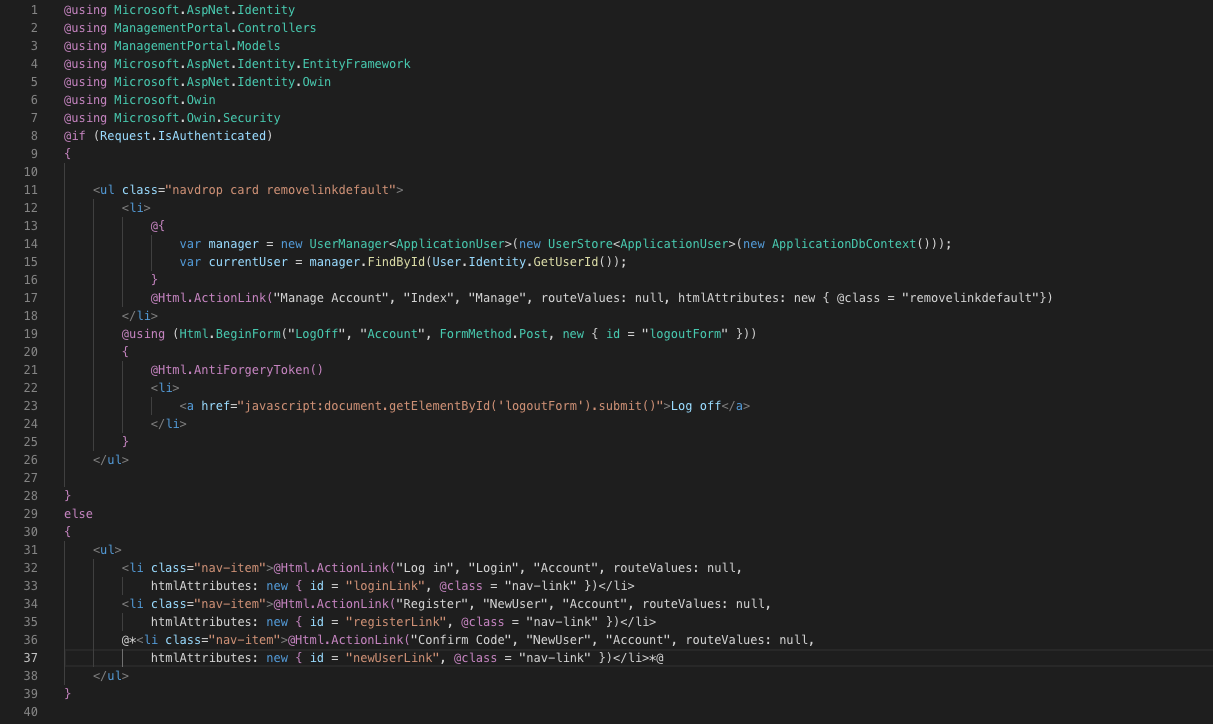 1 @using Microsoft.AspNet.Identity
2 @using ManagementPortal.Controllers
3 @using ManagementPortal.Models
4 @using Microsoft.AspNet.Identity.EntityFramework
5 @using Microsoft.AspNet.Identity.Owin
6 @using Microsoft.Owin
7 @using Microsoft.Owin.Security
8 @if (Request.IsAuthenticated)
9 {
10
11     <ul class="navdrop card removelinkdefault">
12         <li>
13             @{
14                 var manager = new UserManager<ApplicationUser>(new UserStore<ApplicationUser>(new ApplicationDbContext()));
15                 var currentUser = manager.FindById(User.Identity.GetUserId());
16             }
17             @Html.ActionLink("Manage Account", "Index", "Manage", routeValues: null, htmlAttributes: new { @class = "removelinkdefault"})
18         </li>
19         @using (Html.BeginForm("LogOff", "Account", FormMethod.Post, new { id = "logoutForm" }))
20         {
21             @Html.AntiForgeryToken()
22             <li>
23                 <a href="javascript:document.getElementById('logoutForm').submit()">Log off</a>
24             </li>
25         }
26     </ul>
27
28 }
29 else
30 {
31     <ul>
32         <li class="nav-item">@Html.ActionLink("Log in", "Login", "Account", routeValues: null,
33             htmlAttributes: new { id = "loginLink", @class = "nav-link" })</li>
34         <li class="nav-item">@Html.ActionLink("Register", "NewUser", "Account", routeValues: null,
35             htmlAttributes: new { id = "registerLink", @class = "nav-link" })</li>
36         @*<li class="nav-item">@Html.ActionLink("Confirm Code", "NewUser", "Account", routeValues: null,
37             htmlAttributes: new { id = "newUserLink", @class = "nav-link" })</li>*@
38     </ul>
39 }
40